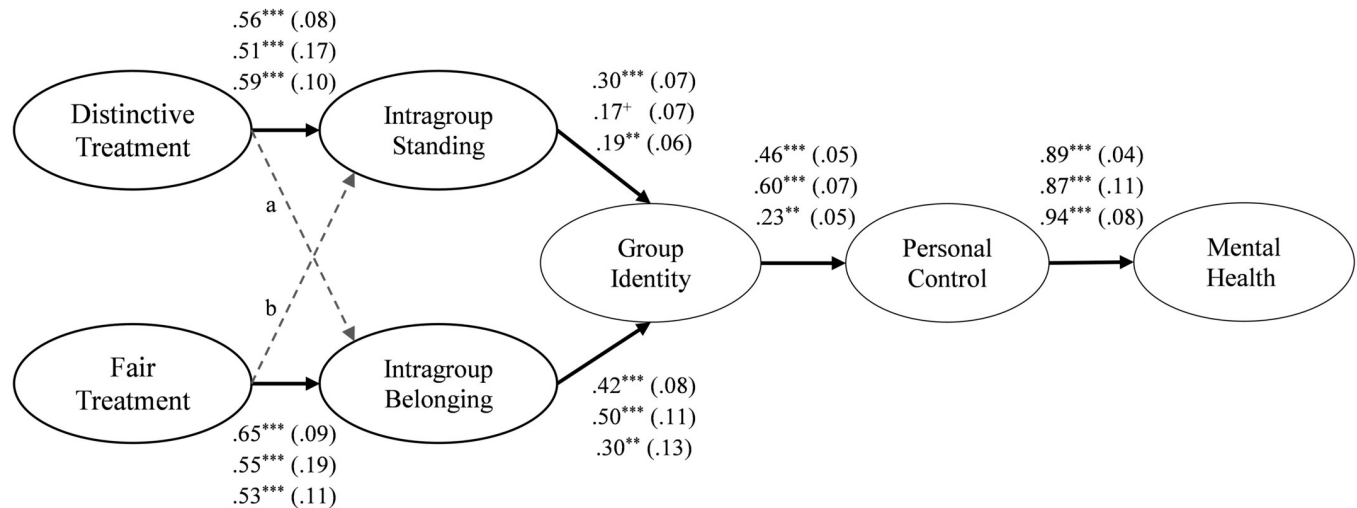 .56*** (.08)
.51*** (.17)
.59*** (.10)
Distinctive
Treatment
Intragroup
Standing
.30*** (.07)
.17+ (.07)
.19** (.06)
a
b
Fair
Treatment
.65*** (.09)
.55*** (.19)
.53*** (.11)
Intragroup
Belonging
.42*** (.08)
.50*** (.11)
.30** (.13)
Group
Identity
.46*** (.05)
.60*** (.07)
.23** (.05)
Personal
Control
.89*** (.04)
.87*** (.11)
.94*** (.08)
Mental
Health